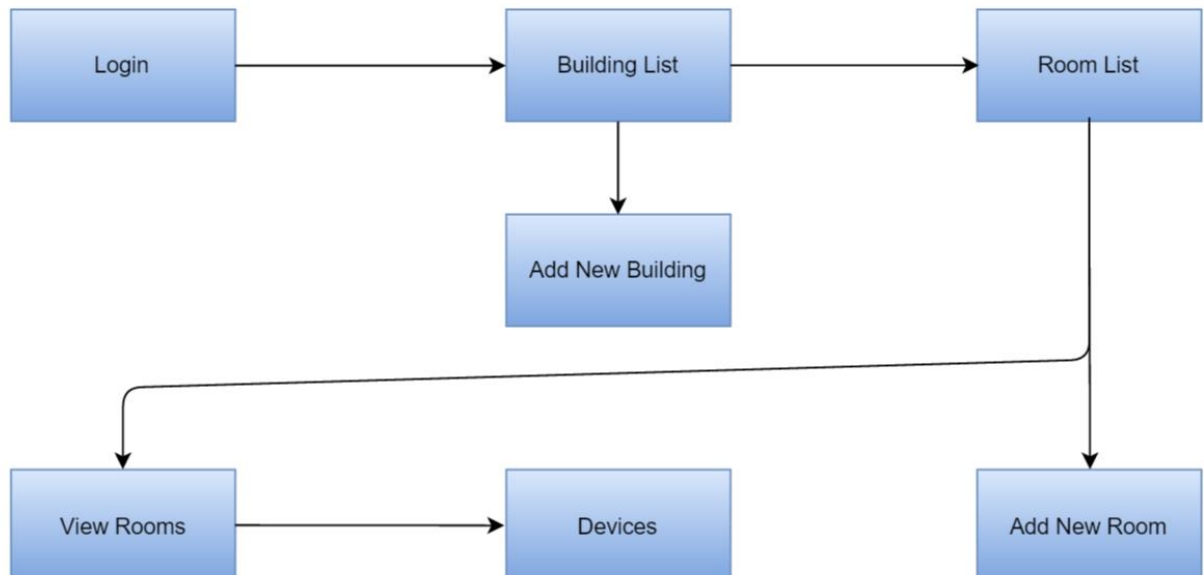 Login
Building List
Room List
Add New Building
View Rooms
Devices
Add New Room